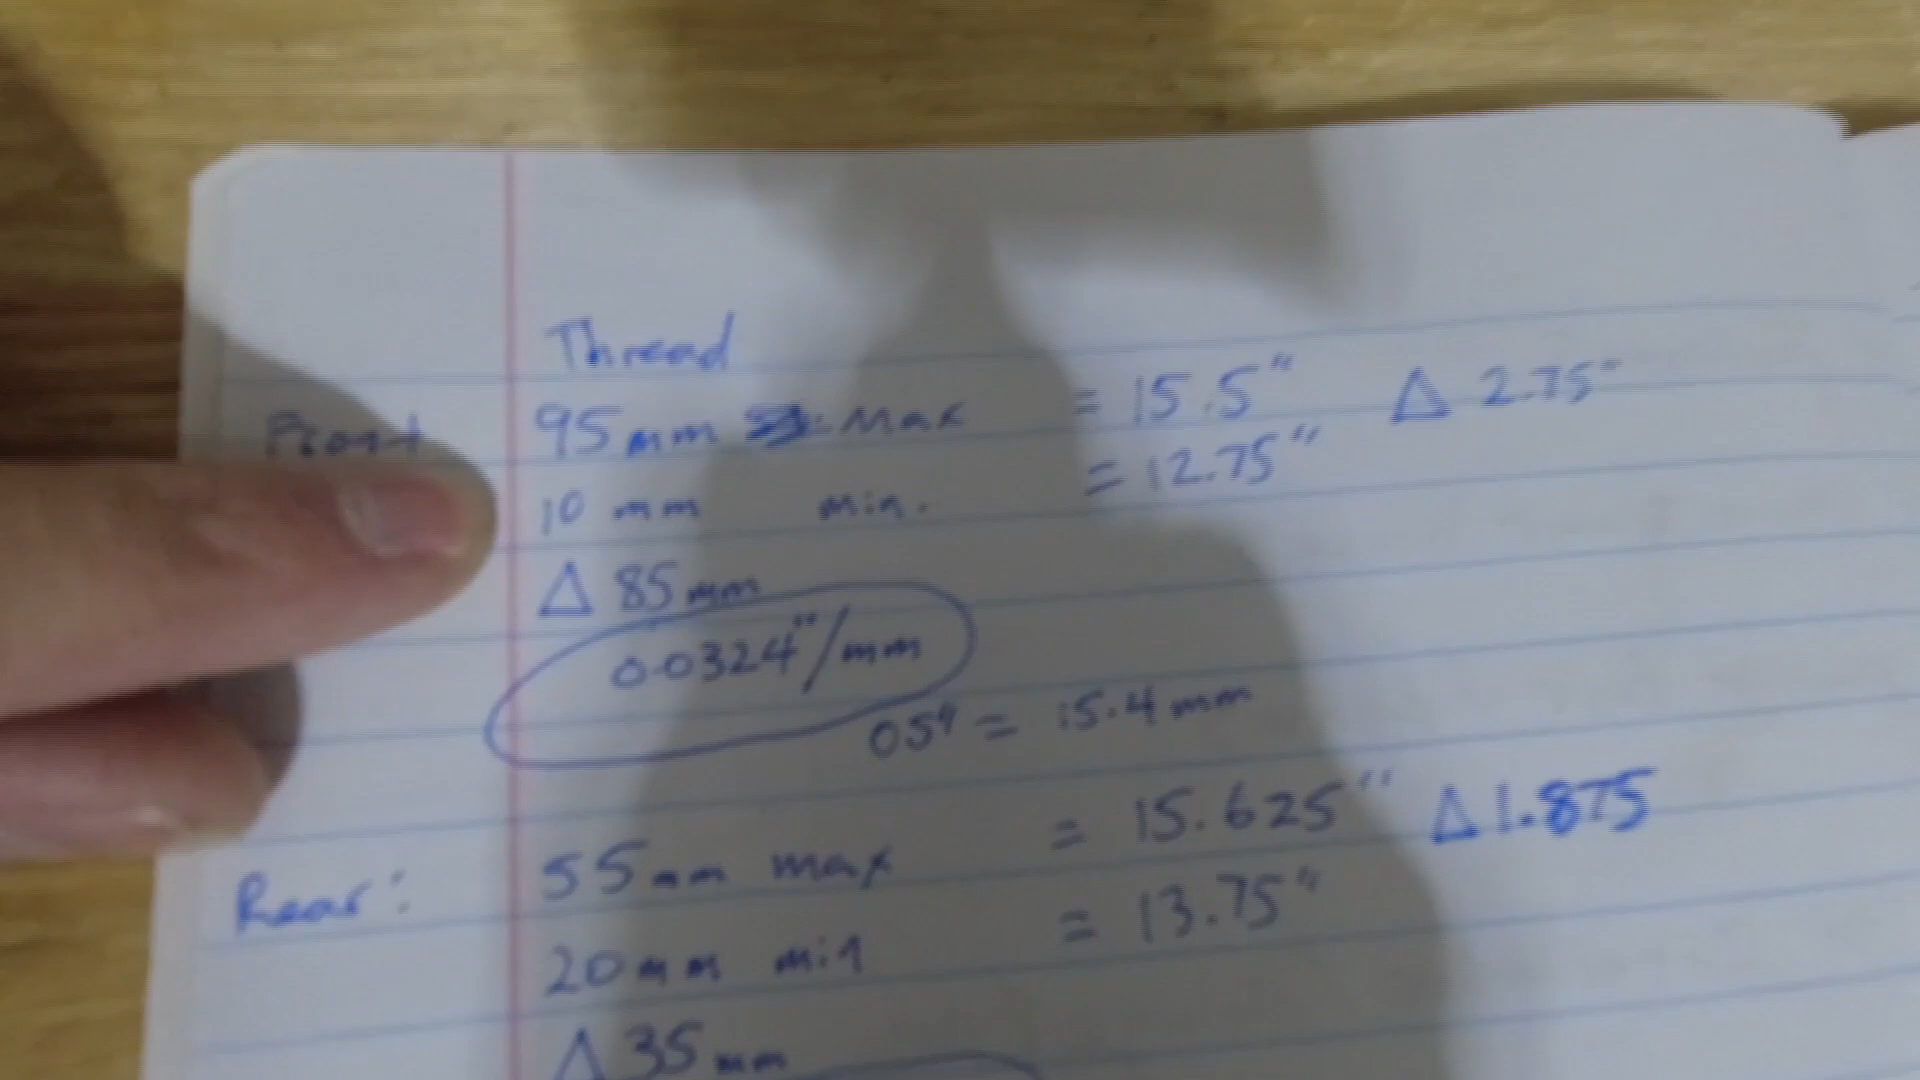 Thread
Front 95mm Max = 15.5" Δ 2.75"
10 mm min. = 12.75"
Δ 85mm
0.0324"/mm
05" = 15.4mm
Rear: 55mm max = 15.625" Δ1.875
20mm min = 13.75"
Δ 35mm